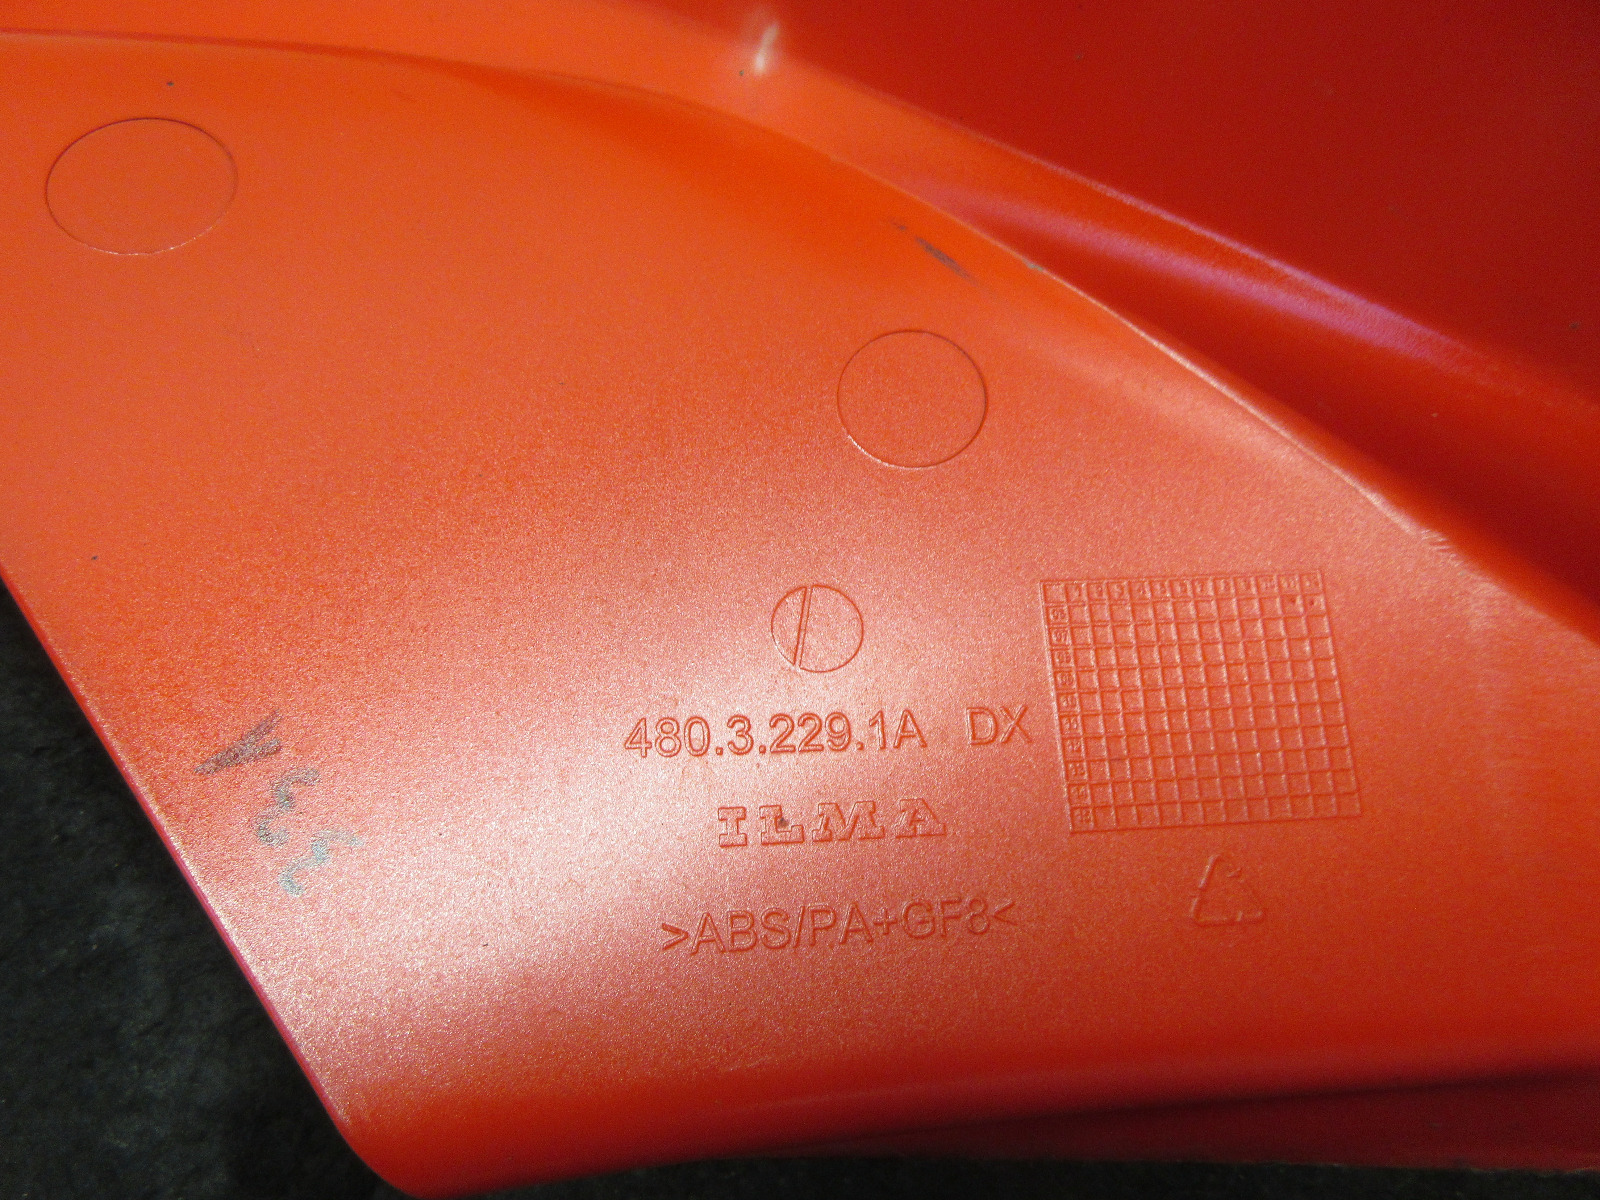 480.3.229.1A DX
ILMA
>ABS/PA+GF8<